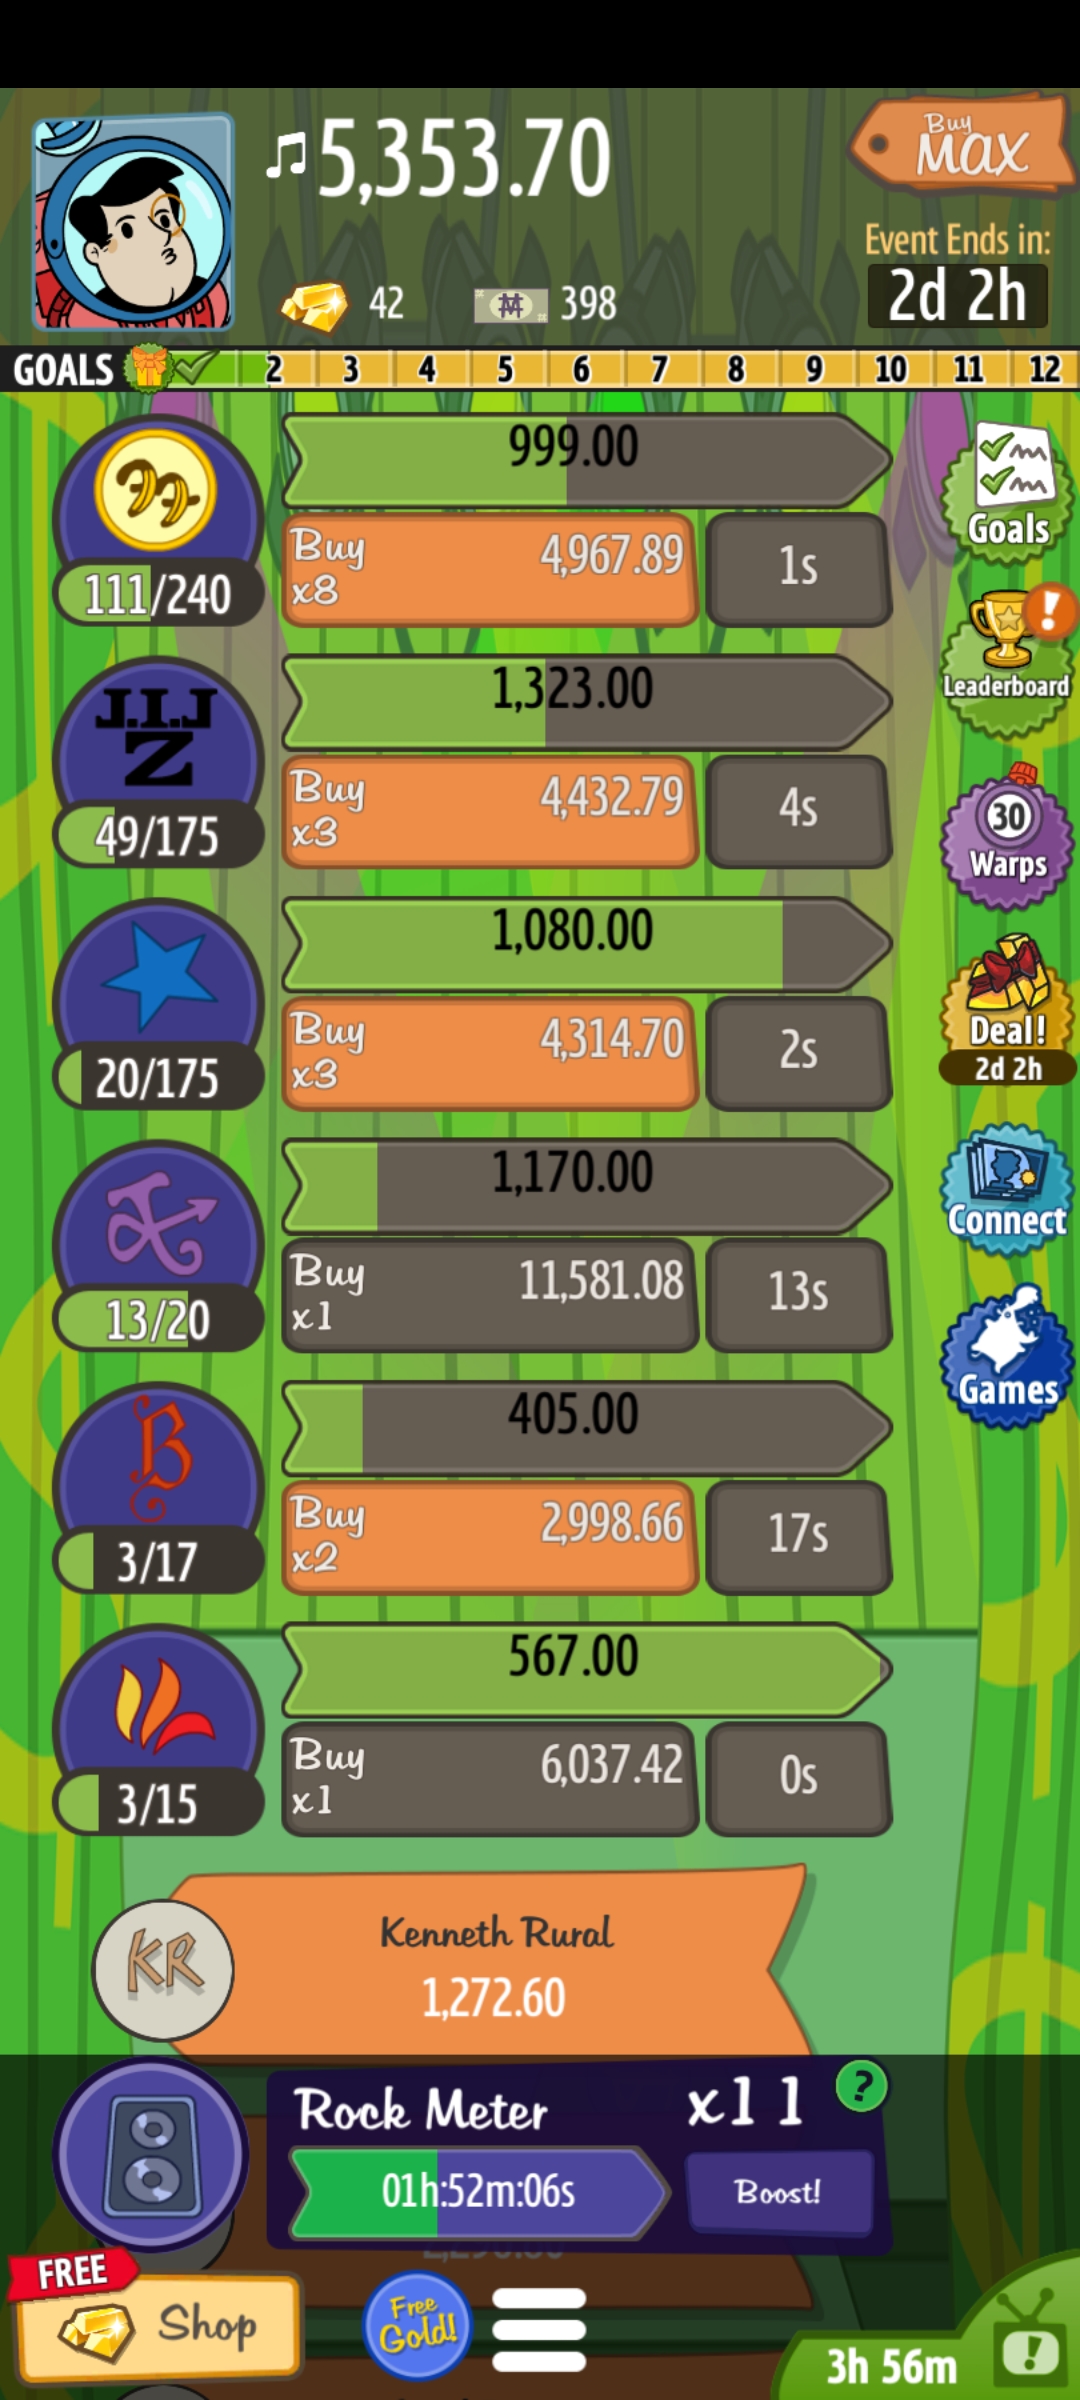 5,353.70
Buy
MAX
Event Ends in:
2d 2h
42
398
GOALS 2 3 4 5 6 7 8 9 10 11 12
999.00
111/240
Buy
x8
4,967.89
1s
Goals
J.I.J
Z
1,323.00
49/175
Buy
x3
4,432.79
4s
Leaderboard
30
Warps
1,080.00
20/175
Buy
x3
4,314.70
2s
Deal!
2d 2h
1,170.00
13/20
Buy
x1
11,581.08
13s
Connect
B
405.00
3/17
Buy
x2
2,998.66
17s
Games
567.00
3/15
Buy
x1
6,037.42
0s
KR
Kenneth Rural
1,272.60
Rock Meter
x11
?
01h:52m:06s
Boost!
FREE
Shop
Free
Gold!
3h 56m